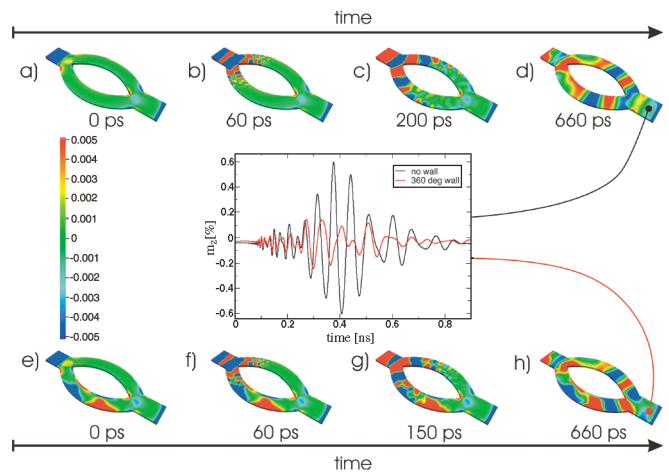 time
a)
b)
c)
d)
0 ps
60 ps
200 ps
660 ps
0.005
0.004
0.003
0.002
0.001
0
-0.001
-0.002
-0.003
-0.004
-0.005
0.6
0.4
0.2
0
-0.2
-0.4
-0.6
m_z[%]
no wall
360 deg wall
0
0.2
0.4
0.6
0.8
time [ns]
e)
f)
g)
h)
0 ps
60 ps
150 ps
660 ps
time